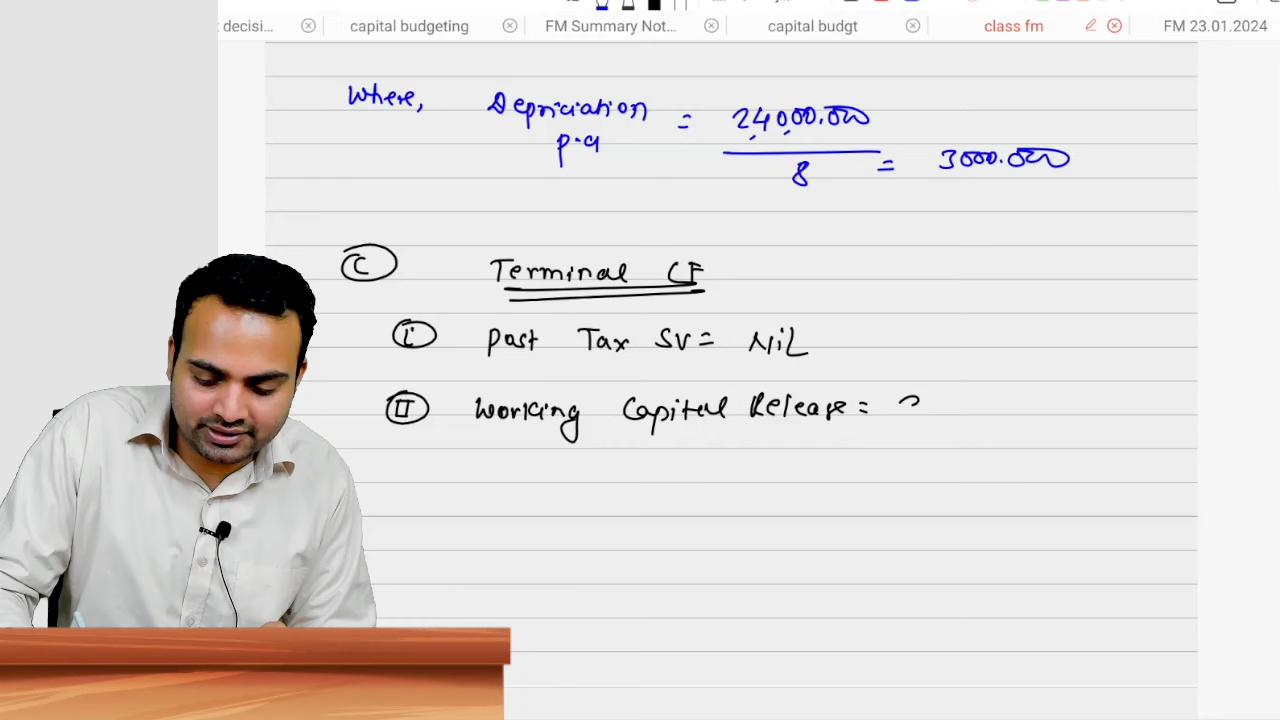 decisi... capital budgeting FM Summary Not... capital budgt class fm FM 23.01.2024
Where, Depriciation p.a = 24000.000 / 8 = 3000.000
C Terminal CF
I Post Tax SV = NiL
II Working Capital Release =